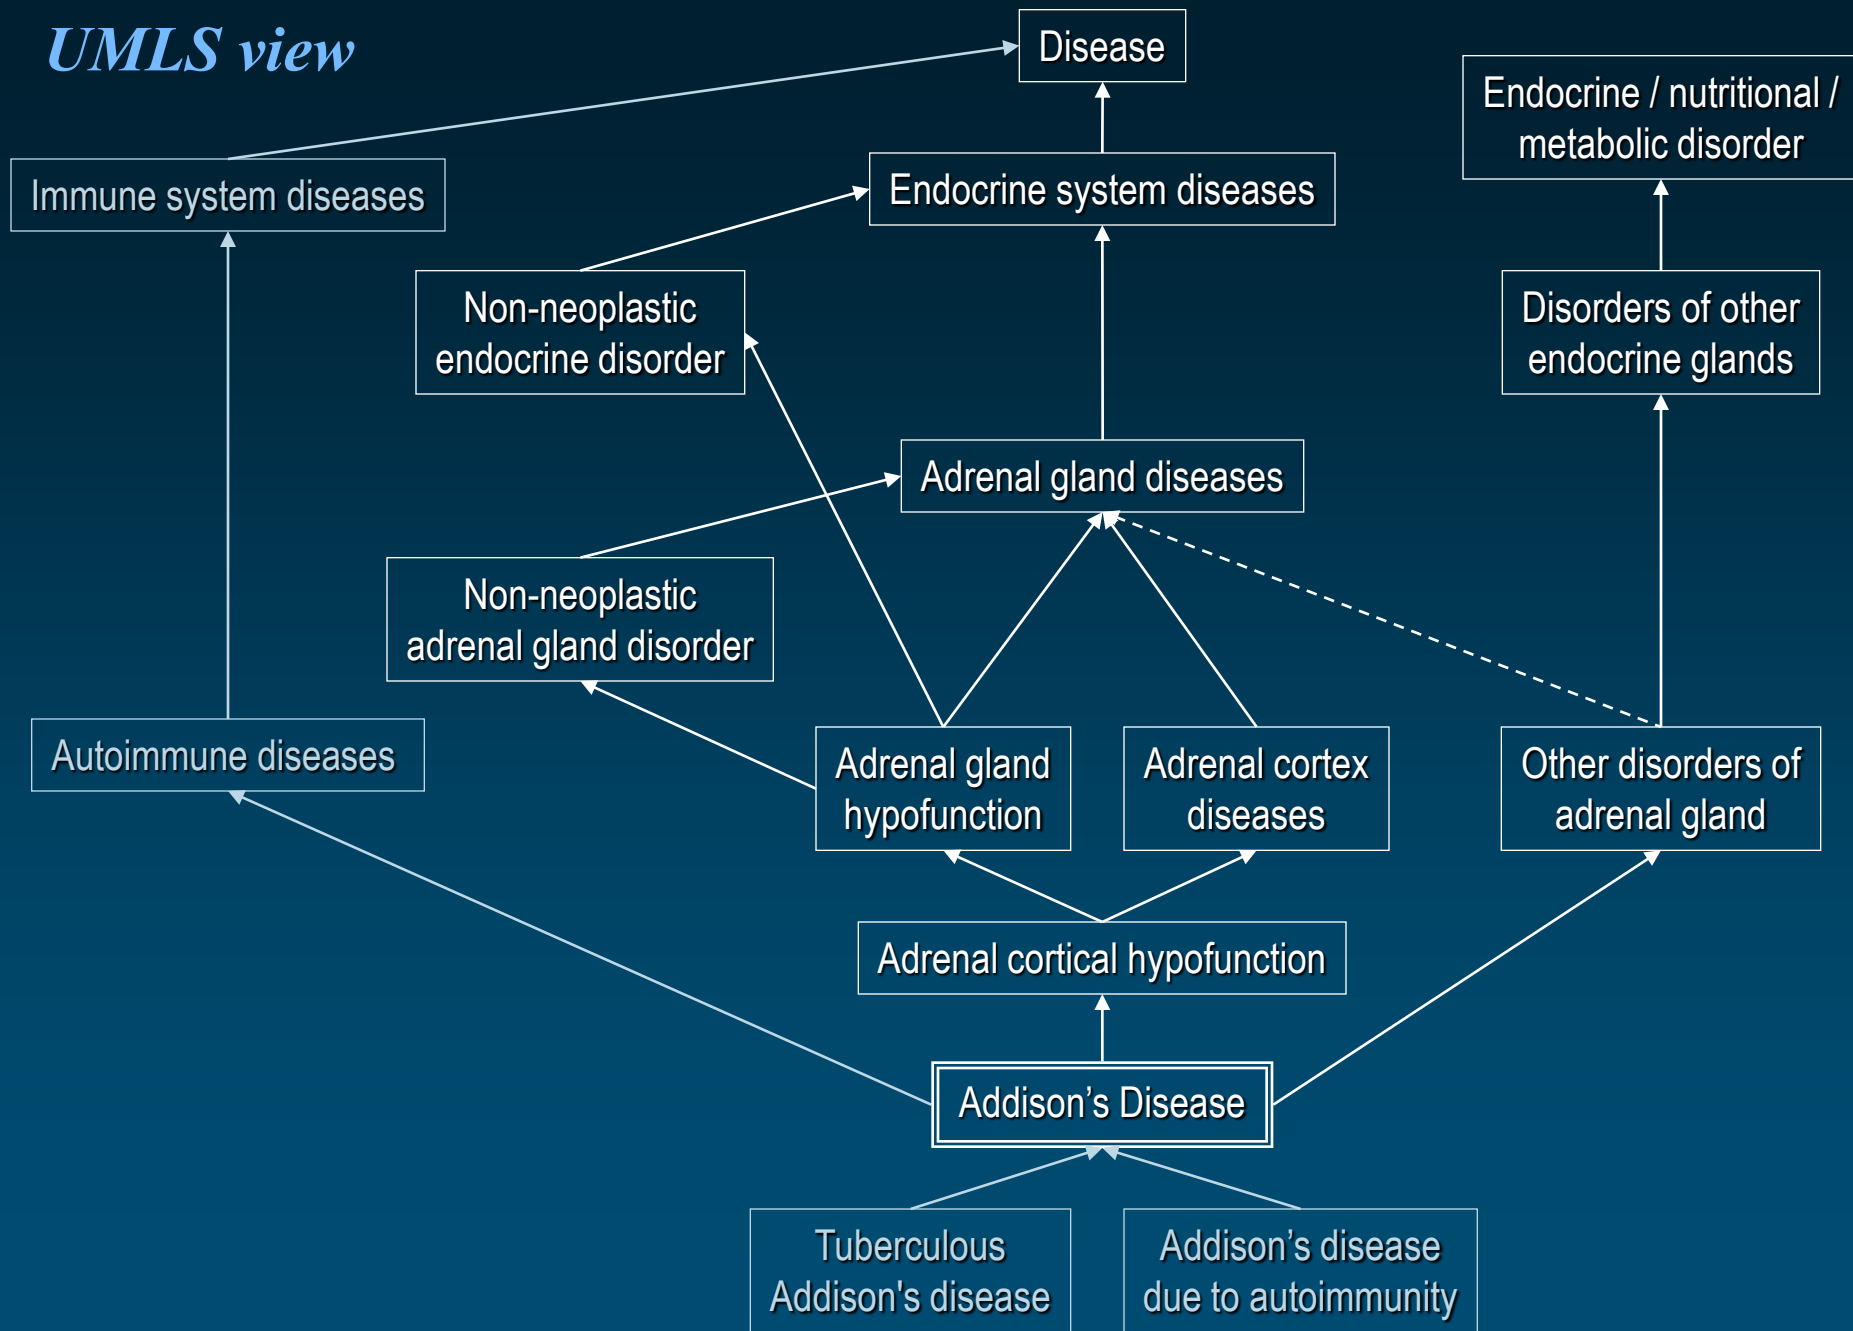 UMLS view
Disease
Endocrine / nutritional /
metabolic disorder
Immune system diseases
Endocrine system diseases
Non-neoplastic
endocrine disorder
Disorders of other
endocrine glands
Adrenal gland diseases
Non-neoplastic
adrenal gland disorder
Autoimmune diseases
Adrenal gland
hypofunction
Adrenal cortex
diseases
Other disorders of
adrenal gland
Adrenal cortical hypofunction
Addison’s Disease
Tuberculous
Addison's disease
Addison’s disease
due to autoimmunity